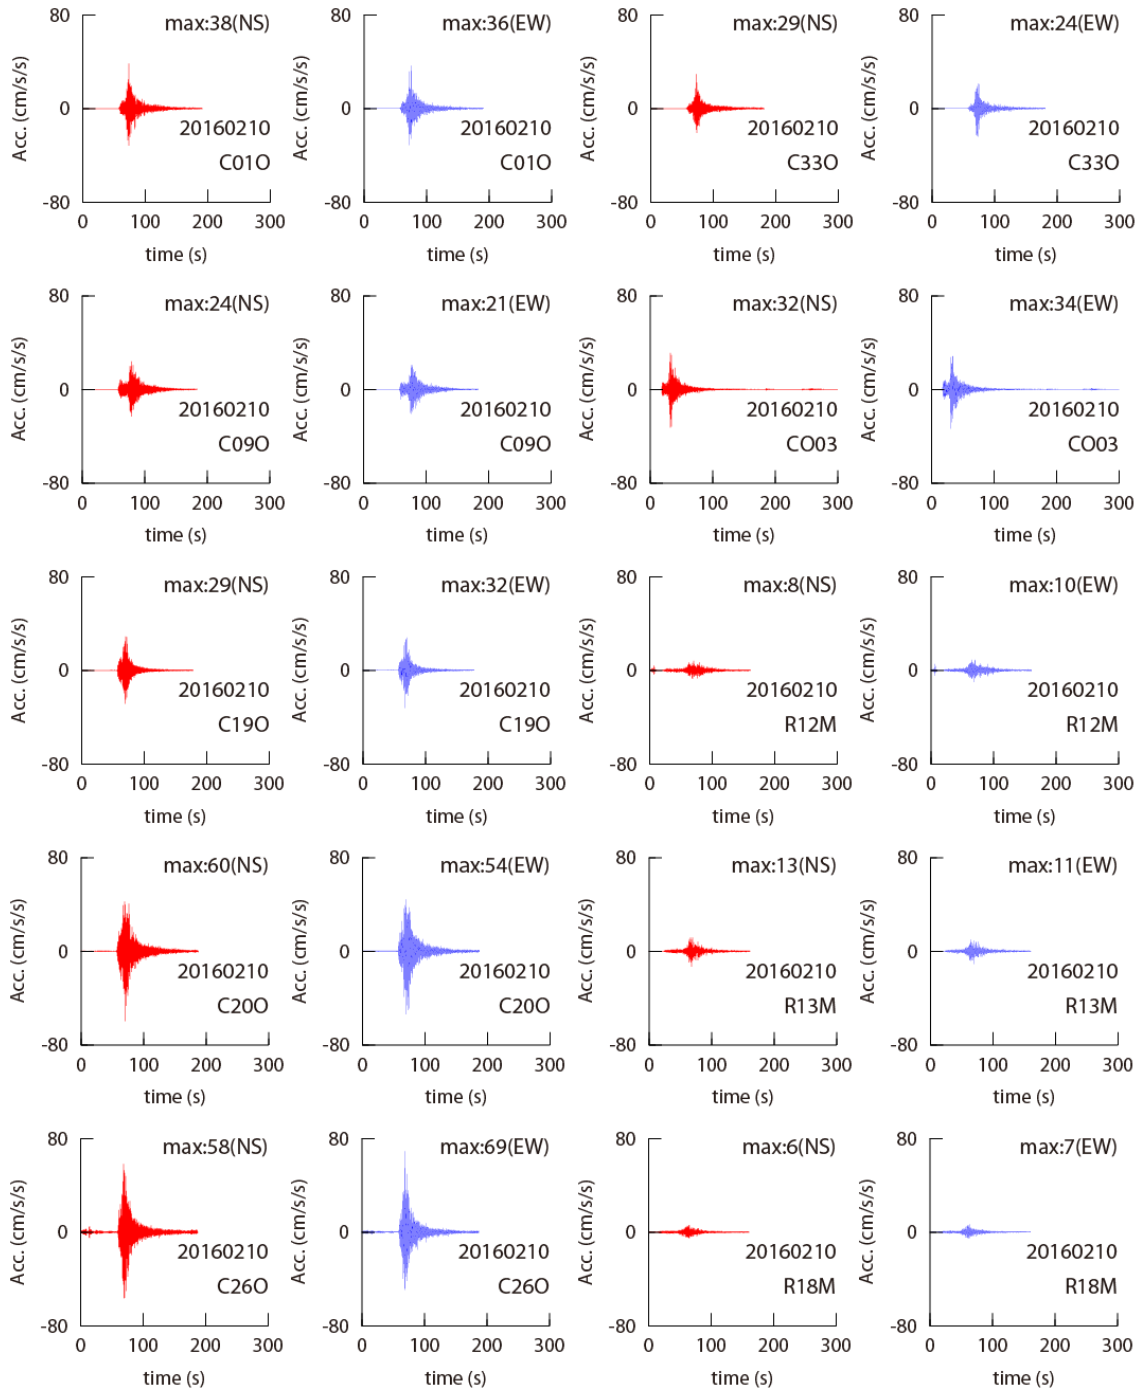 80 max:38(NS)
Acc. (cm/s/s)
0
20160210
C01O
-80
0 100 200 300
time (s)
80 max:36(EW)
Acc. (cm/s/s)
0
20160210
C01O
-80
0 100 200 300
time (s)
80 max:29(NS)
Acc. (cm/s/s)
0
20160210
C33O
-80
0 100 200 300
time (s)
80 max:24(EW)
Acc. (cm/s/s)
0
20160210
C33O
-80
0 100 200 300
time (s)
80 max:24(NS)
Acc. (cm/s/s)
0
20160210
C09O
-80
0 100 200 300
time (s)
80 max:21(EW)
Acc. (cm/s/s)
0
20160210
C09O
-80
0 100 200 300
time (s)
80 max:32(NS)
Acc. (cm/s/s)
0
20160210
CO03
-80
0 100 200 300
time (s)
80 max:34(EW)
Acc. (cm/s/s)
0
20160210
CO03
-80
0 100 200 300
time (s)
80 max:29(NS)
Acc. (cm/s/s)
0
20160210
C19O
-80
0 100 200 300
time (s)
80 max:32(EW)
Acc. (cm/s/s)
0
20160210
C19O
-80
0 100 200 300
time (s)
80 max:8(NS)
Acc. (cm/s/s)
0
20160210
R12M
-80
0 100 200 300
time (s)
80 max:10(EW)
Acc. (cm/s/s)
0
20160210
R12M
-80
0 100 200 300
time (s)
80 max:60(NS)
Acc. (cm/s/s)
0
20160210
C20O
-80
0 100 200 300
time (s)
80 max:54(EW)
Acc. (cm/s/s)
0
20160210
C20O
-80
0 100 200 300
time (s)
80 max:13(NS)
Acc. (cm/s/s)
0
20160210
R13M
-80
0 100 200 300
time (s)
80 max:11(EW)
Acc. (cm/s/s)
0
20160210
R13M
-80
0 100 200 300
time (s)
80 max:58(NS)
Acc. (cm/s/s)
0
20160210
C26O
-80
0 100 200 300
time (s)
80 max:69(EW)
Acc. (cm/s/s)
0
20160210
C26O
-80
0 100 200 300
time (s)
80 max:6(NS)
Acc. (cm/s/s)
0
20160210
R18M
-80
0 100 200 300
time (s)
80 max:7(EW)
Acc. (cm/s/s)
0
20160210
R18M
-80
0 100 200 300
time (s)